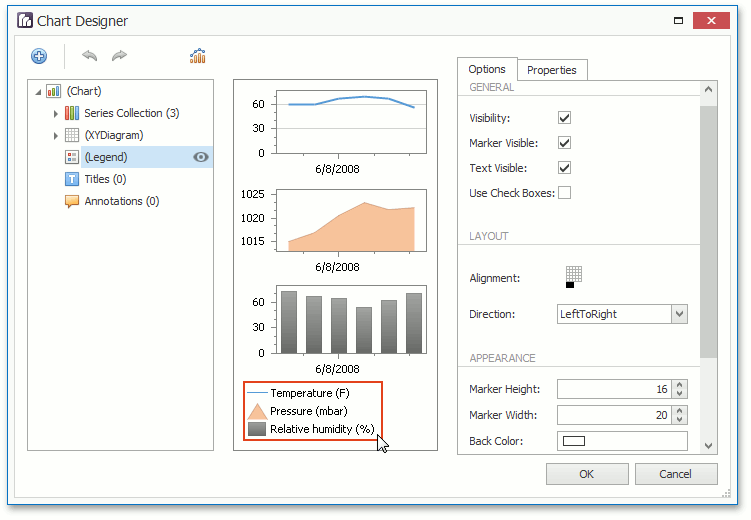 Chart Designer
(Chart)
Series Collection (3)
(XYDiagram)
(Legend)
Titles (0)
Annotations (0)
60
30
0
6/8/2008
1025
1020
1015
6/8/2008
60
30
0
6/8/2008
Temperature (F)
Pressure (mbar)
Relative humidity (%)
Options
Properties
GENERAL
Visibility:
Marker Visible:
Text Visible:
Use Check Boxes:
LAYOUT
Alignment:
Direction: LeftToRight
APPEARANCE
Marker Height: 16
Marker Width: 20
Back Color:
OK
Cancel